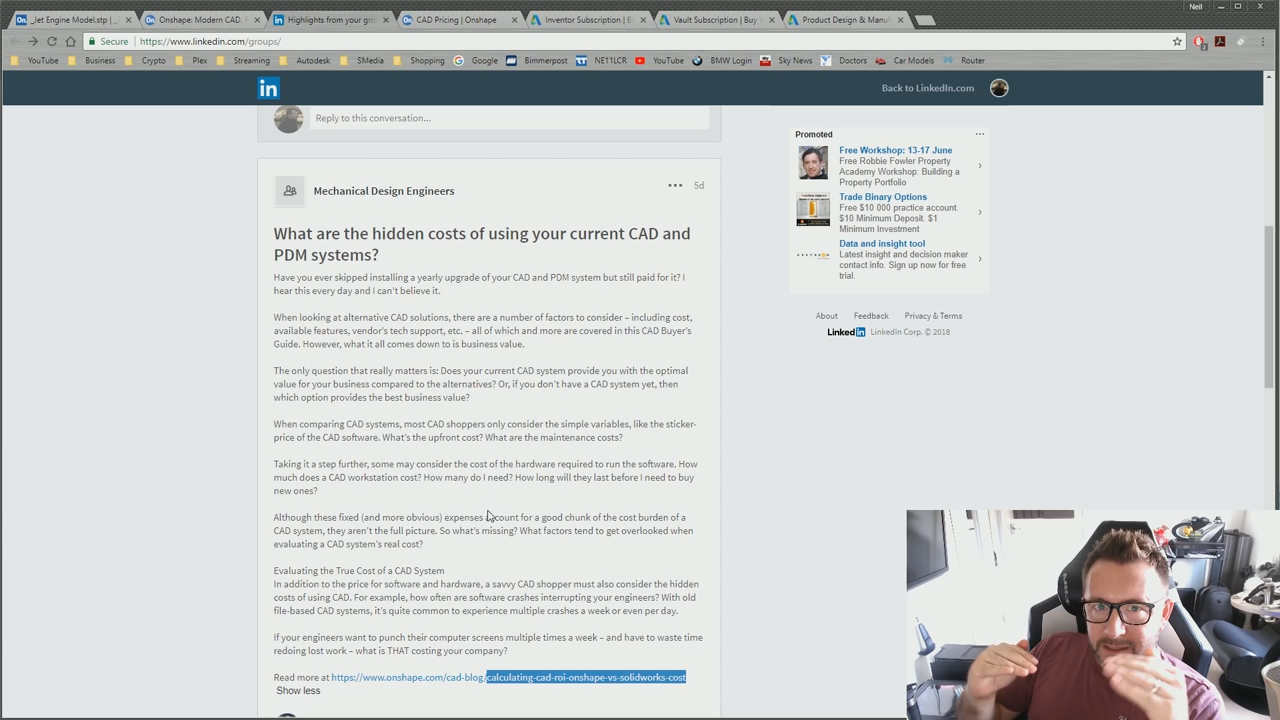 Neil
_Jet Engine Model.stp |
Onshape: Modern CAD.
Highlights from your gro
CAD Pricing | Onshape
Inventor Subscription | B
Vault Subscription | Buy
Product Design & Manuf
Secure
https://www.linkedin.com/groups/
YouTube
Business
Crypto
Plex
Streaming
Autodesk
SMedia
Shopping
Google
Bimmerpost
NE11LCR
YouTube
BMW Login
Sky News
Doctors
Car Models
Router
in
Back to LinkedIn.com
Reply to this conversation...
Mechanical Design Engineers
5d
What are the hidden costs of using your current CAD and
PDM systems?
Have you ever skipped installing a yearly upgrade of your CAD and PDM system but still paid for it? I
hear this every day and I can't believe it.
When looking at alternative CAD solutions, there are a number of factors to consider – including cost,
available features, vendor's tech support, etc. – all of which and more are covered in this CAD Buyer's
Guide. However, what it all comes down to is business value.
The only question that really matters is: Does your current CAD system provide you with the optimal
value for your business compared to the alternatives? Or, if you don't have a CAD system yet, then
which option provides the best business value?
When comparing CAD systems, most CAD shoppers only consider the simple variables, like the sticker-
price of the CAD software. What's the upfront cost? What are the maintenance costs?
Taking it a step further, some may consider the cost of the hardware required to run the software. How
much does a CAD workstation cost? How many do I need? How long will they last before I need to buy
new ones?
Although these fixed (and more obvious) expenses account for a good chunk of the cost burden of a
CAD system, they aren't the full picture. So what's missing? What factors tend to get overlooked when
evaluating a CAD system's real cost?
Evaluating the True Cost of a CAD System
In addition to the price for software and hardware, a savvy CAD shopper must also consider the hidden
costs of using CAD. For example, how often are software crashes interrupting your engineers? With old
file-based CAD systems, it's quite common to experience multiple crashes a week or even per day.
If your engineers want to punch their computer screens multiple times a week – and have to waste time
redoing lost work – what is THAT costing your company?
Read more at https://www.onshape.com/cad-blog/calculating-cad-roi-onshape-vs-solidworks-cost
Show less
Promoted
Free Workshop: 13-17 June
Free Robbie Fowler Property
Academy Workshop: Building a
Property Portfolio
Trade Binary Options
Free $10 000 practice account.
$10 Minimum Deposit. $1
Minimum Investment
Data and insight tool
Latest insight and decision maker
contact info. Sign up now for free
trial.
About
Feedback
Privacy & Terms
Linked in LinkedIn Corp. © 2018